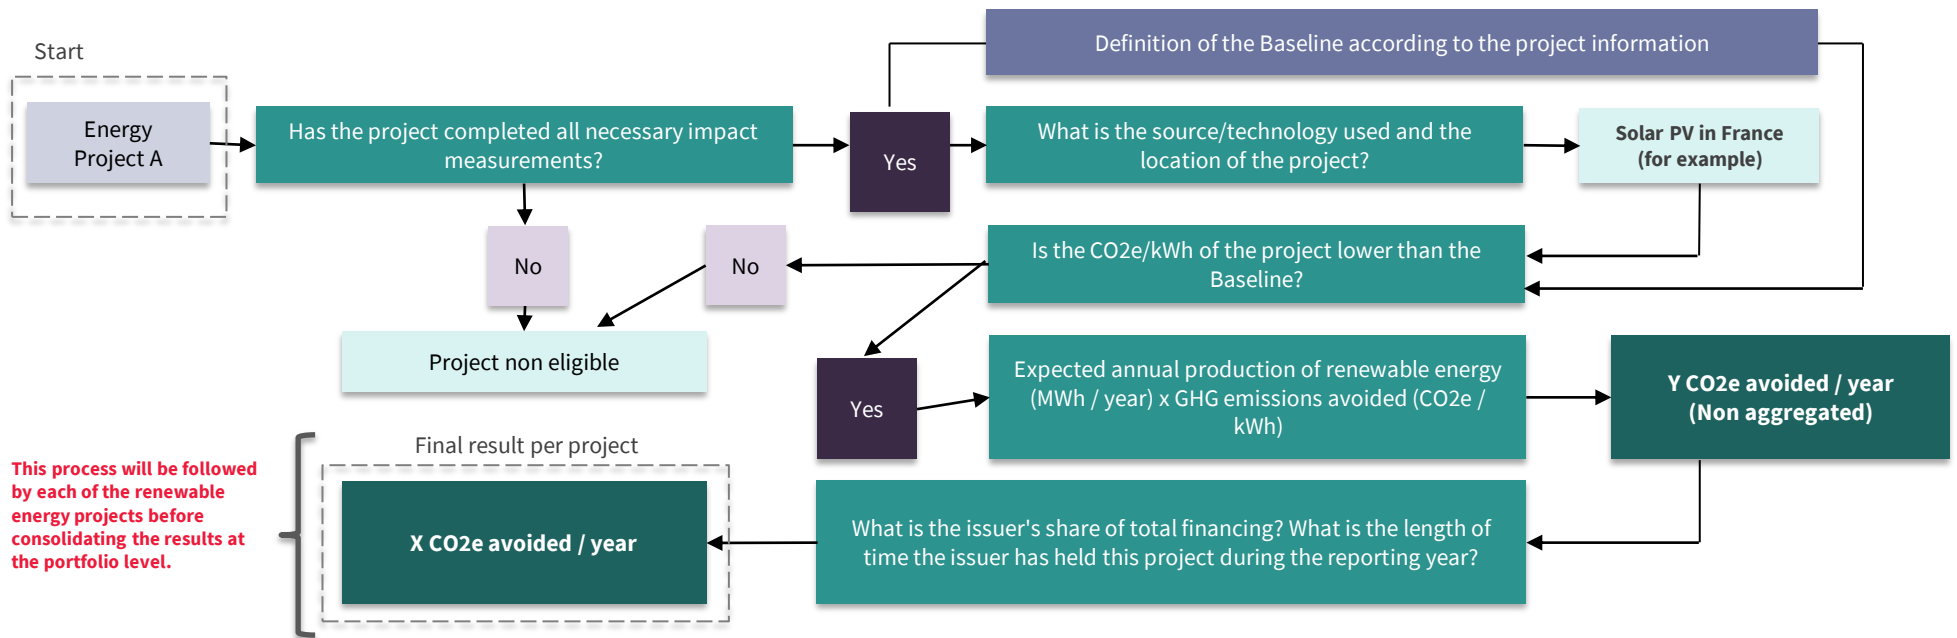 Start
Energy
Project A
Has the project completed all necessary impact
measurements?
Yes
Definition of the Baseline according to the project information
What is the source/technology used and the
location of the project?
Solar PV in France
(for example)
No
No
Is the CO2e/kWh of the project lower than the
Baseline?
Project non eligible
Yes
Expected annual production of renewable energy
(MWh / year) x GHG emissions avoided (CO2e /
kWh)
Y CO2e avoided / year
(Non aggregated)
This process will be followed
by each of the renewable
energy projects before
consolidating the results at
the portfolio level.
Final result per project
X CO2e avoided / year
What is the issuer's share of total financing? What is the length of
time the issuer has held this project during the reporting year?